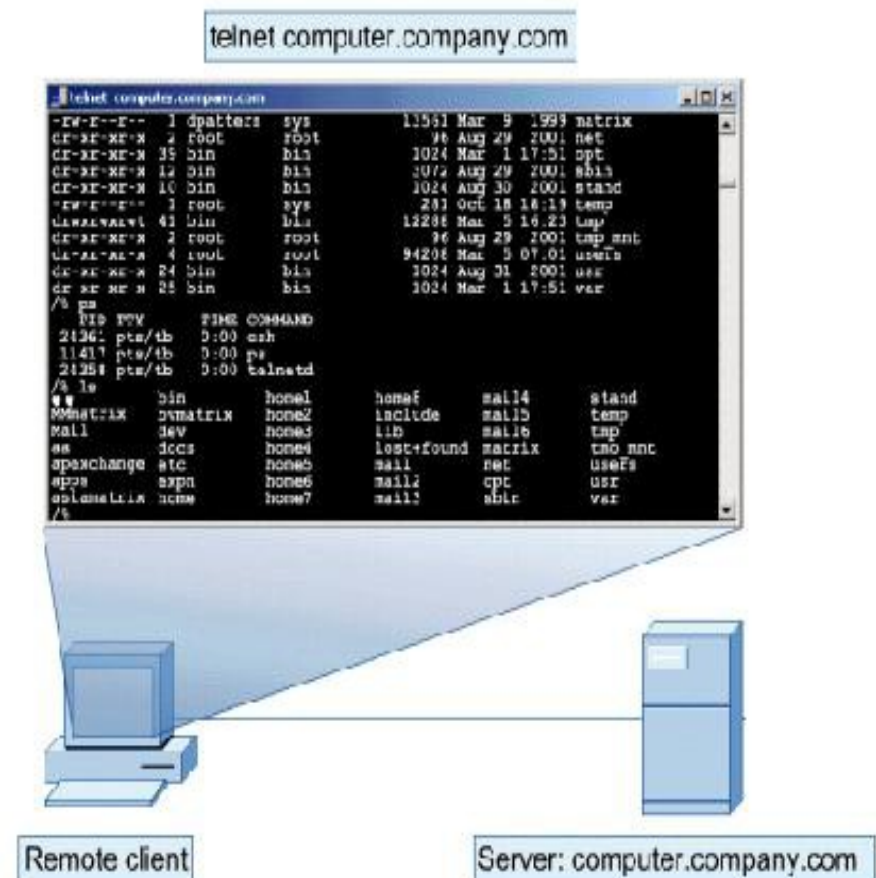 telnet computer.company.com
telnet computer.company.com
-rw-r--r-- 1 dpatters sys 13561 Mar 9 1999 matrix
dr-xr-xr-x 2 root root 96 Aug 29 2001 net
dr-xr-xr-x 39 bin bin 1024 Mar 1 17:51 opt
dr-xr-xr-x 12 bin bin 3072 Aug 29 2001 sbin
dr-xr-xr-x 10 bin bin 1024 Aug 30 2001 stand
-rw-r--r-- 1 root sys 281 Oct 18 18:19 temp
drwxrwxrwt 41 bin bin 12288 Mar 5 16:23 tmp
dr-xr-xr-x 2 root root 96 Aug 29 2001 tmp_mnt
dr-xr-xr-x 4 root root 94208 Mar 5 07:01 users
dr-xr-xr-x 24 bin bin 1024 Aug 31 2001 usr
dr-xr-xr-x 25 bin bin 1024 Mar 1 17:51 var
/% ps
PID TTY TIME COMMAND
24361 pts/tb 0:00 csh
11417 pts/tb 0:00 ps
24358 pts/tb 0:00 telnetd
/% ls
bin home1 home8 mail4 stand
MMmatrix bvmatrix home2 include mail5 temp
Mail dev home3 lib mail6 tmp
aa docs home4 lost+found matrix tmp_mnt
apexchange etc home5 mail net users
apps expn home6 mail2 opt usr
home home7 mail3 sbin var
/%
Remote client
Server: computer.company.com